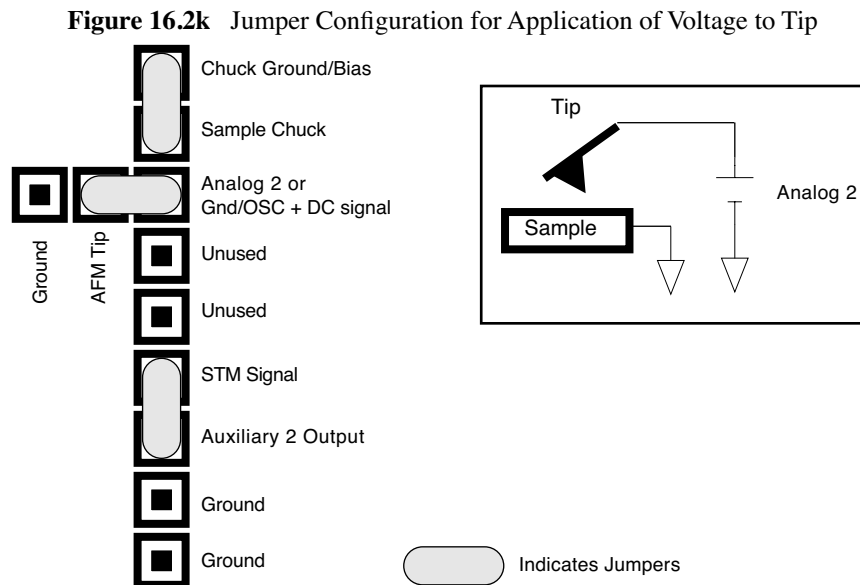 Figure 16.2k Jumper Configuration for Application of Voltage to Tip
Chuck Ground/Bias
Sample Chuck
Analog 2 or
Gnd/OSC + DC signal
Ground
AFM Tip
Unused
Unused
STM Signal
Auxiliary 2 Output
Ground
Ground
Indicates Jumpers
Tip
Analog 2
Sample